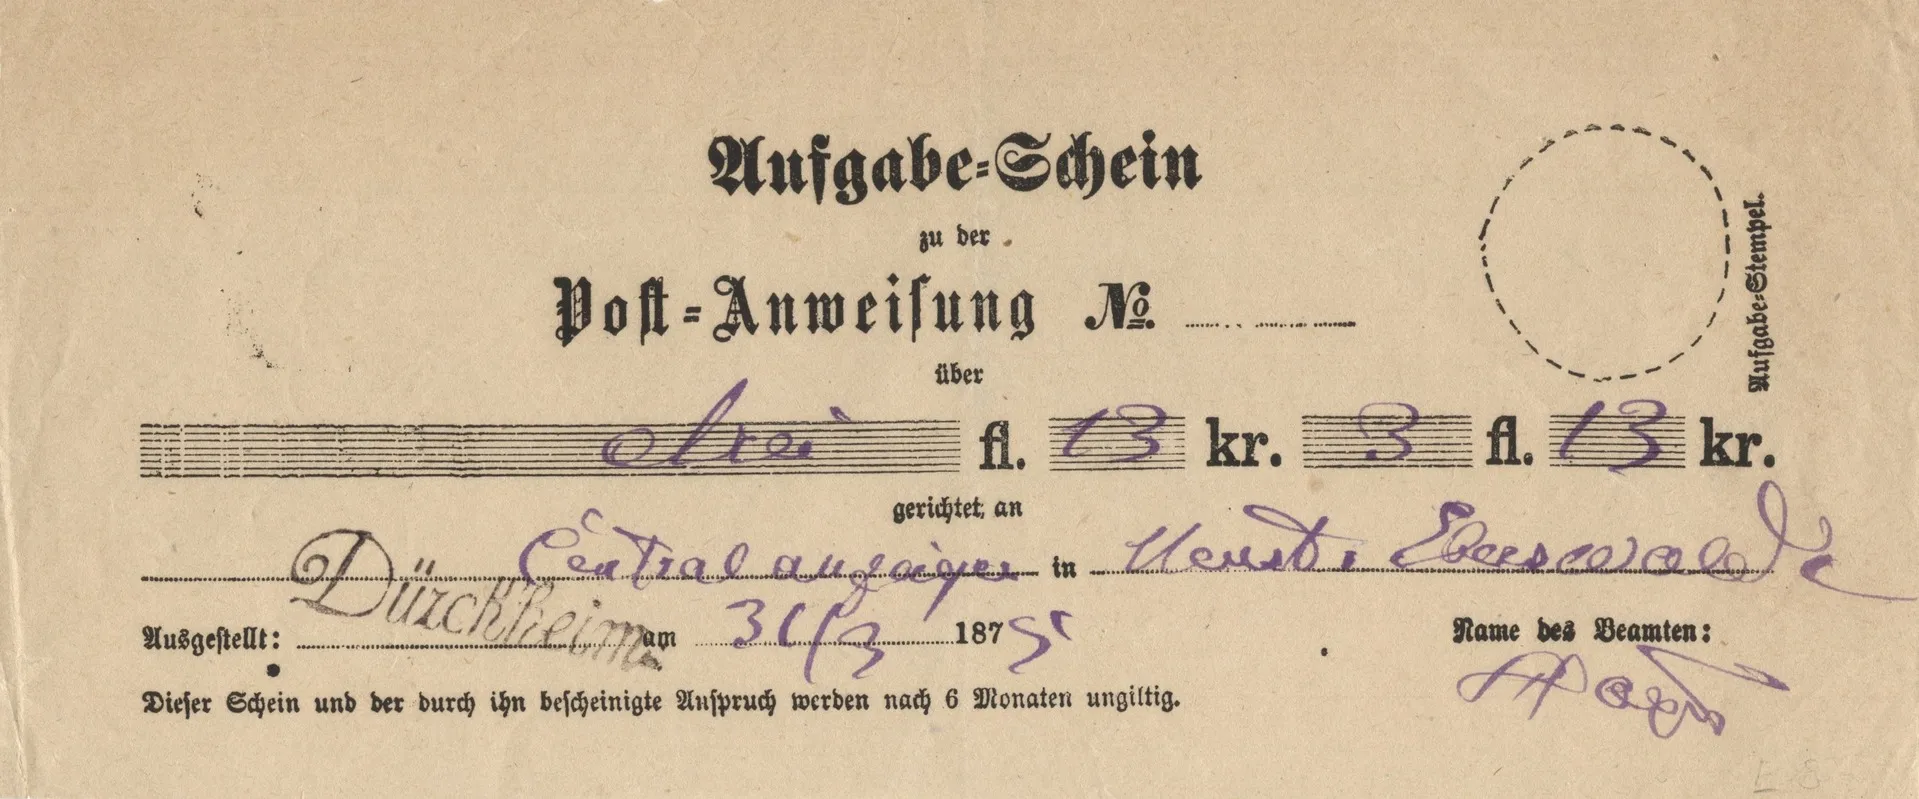 Aufgabe-Schein
zu der
Post-Anweisung №.
über
drei fl. 13 kr. 3 fl. 13 kr.
gerichtet an
Centralanzeiger in Neust. Eberswalde
Ausgestellt: Dürckheim am 31/3 1875
Name des Beamten:
Dieser Schein und der durch ihn bescheinigte Anspruch werden nach 6 Monaten ungiltig.
Aufgabe-Stempel.